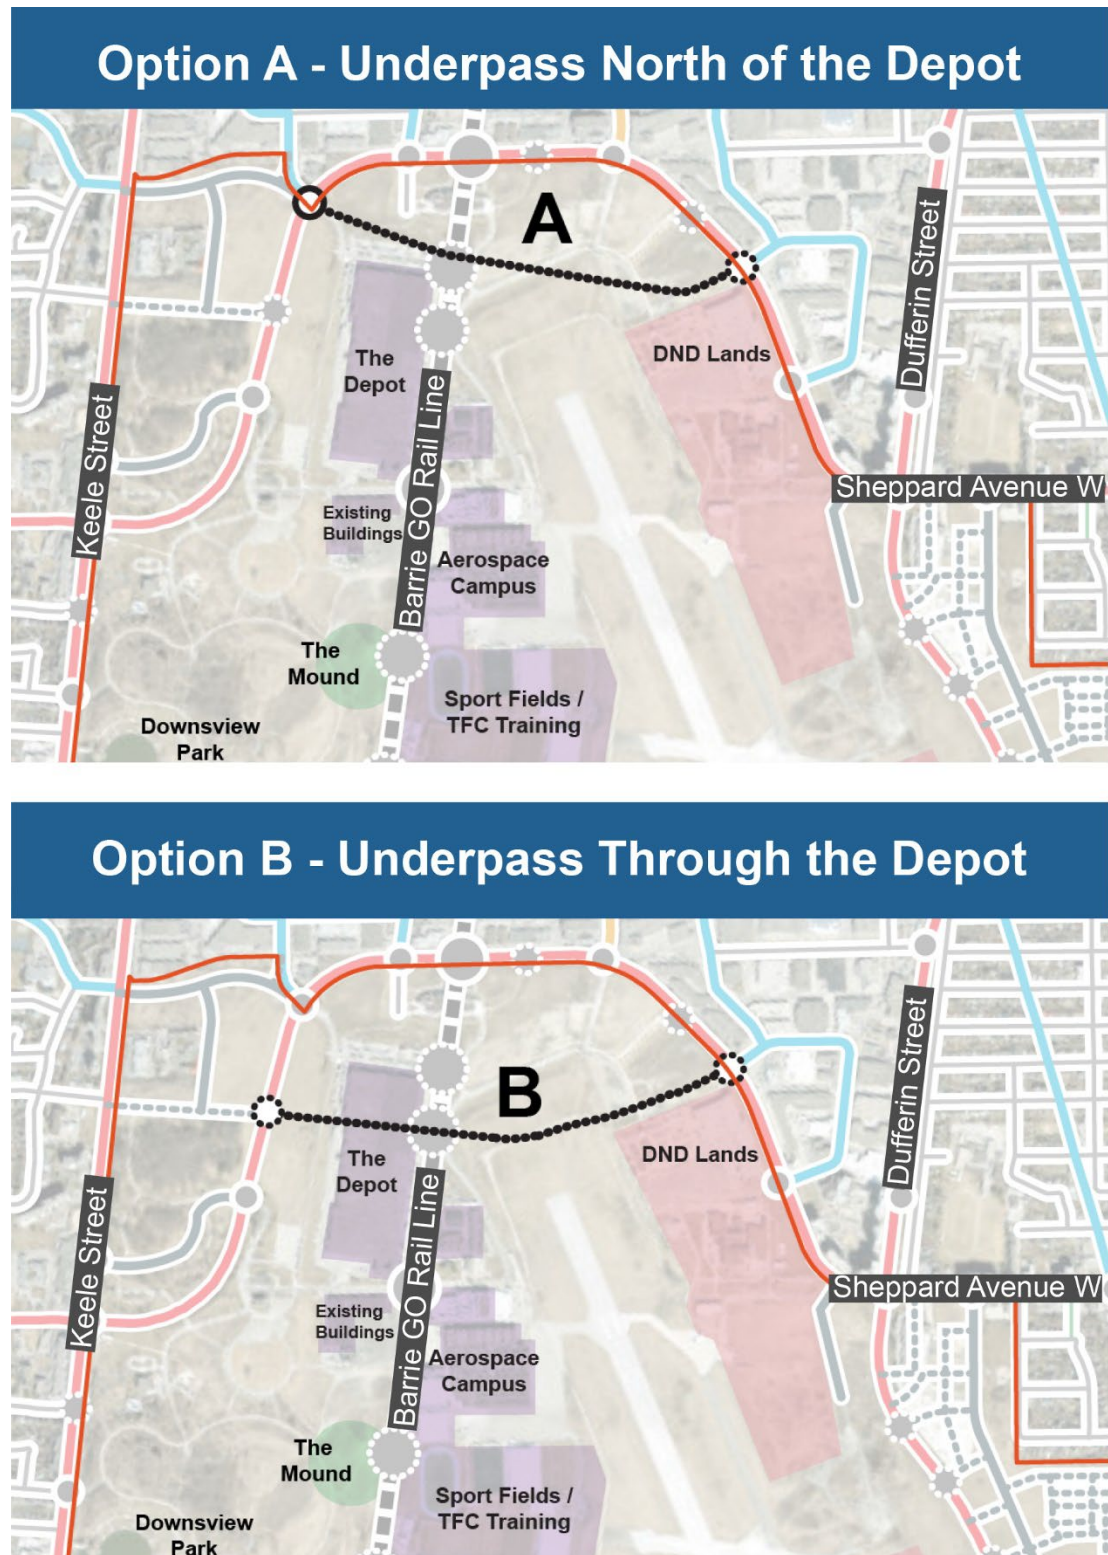 Option A - Underpass North of the Depot
A
Dufferin Street
The
Depot
DND Lands
Keele Street
Barrie GO Rail Line
Sheppard Avenue W
Existing
Buildings
Aerospace
Campus
The
Mound
Sport Fields /
TFC Training
Downsview
Park
Option B - Underpass Through the Depot
B
Dufferin Street
The
Depot
DND Lands
Keele Street
Barrie GO Rail Line
Sheppard Avenue W
Existing
Buildings
Aerospace
Campus
The
Mound
Sport Fields /
TFC Training
Downsview
Park